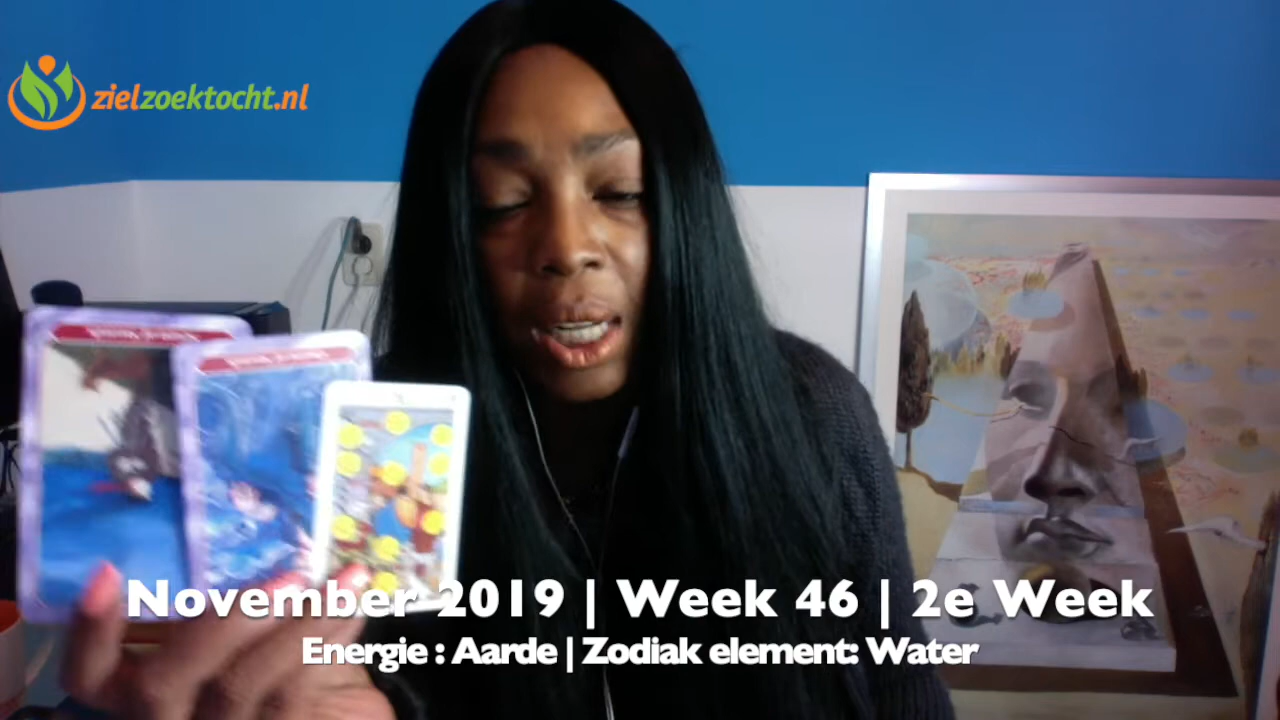 zielzoektocht.nl
November 2019 | Week 46 | 2e Week
Energie : Aarde | Zodiak element: Water